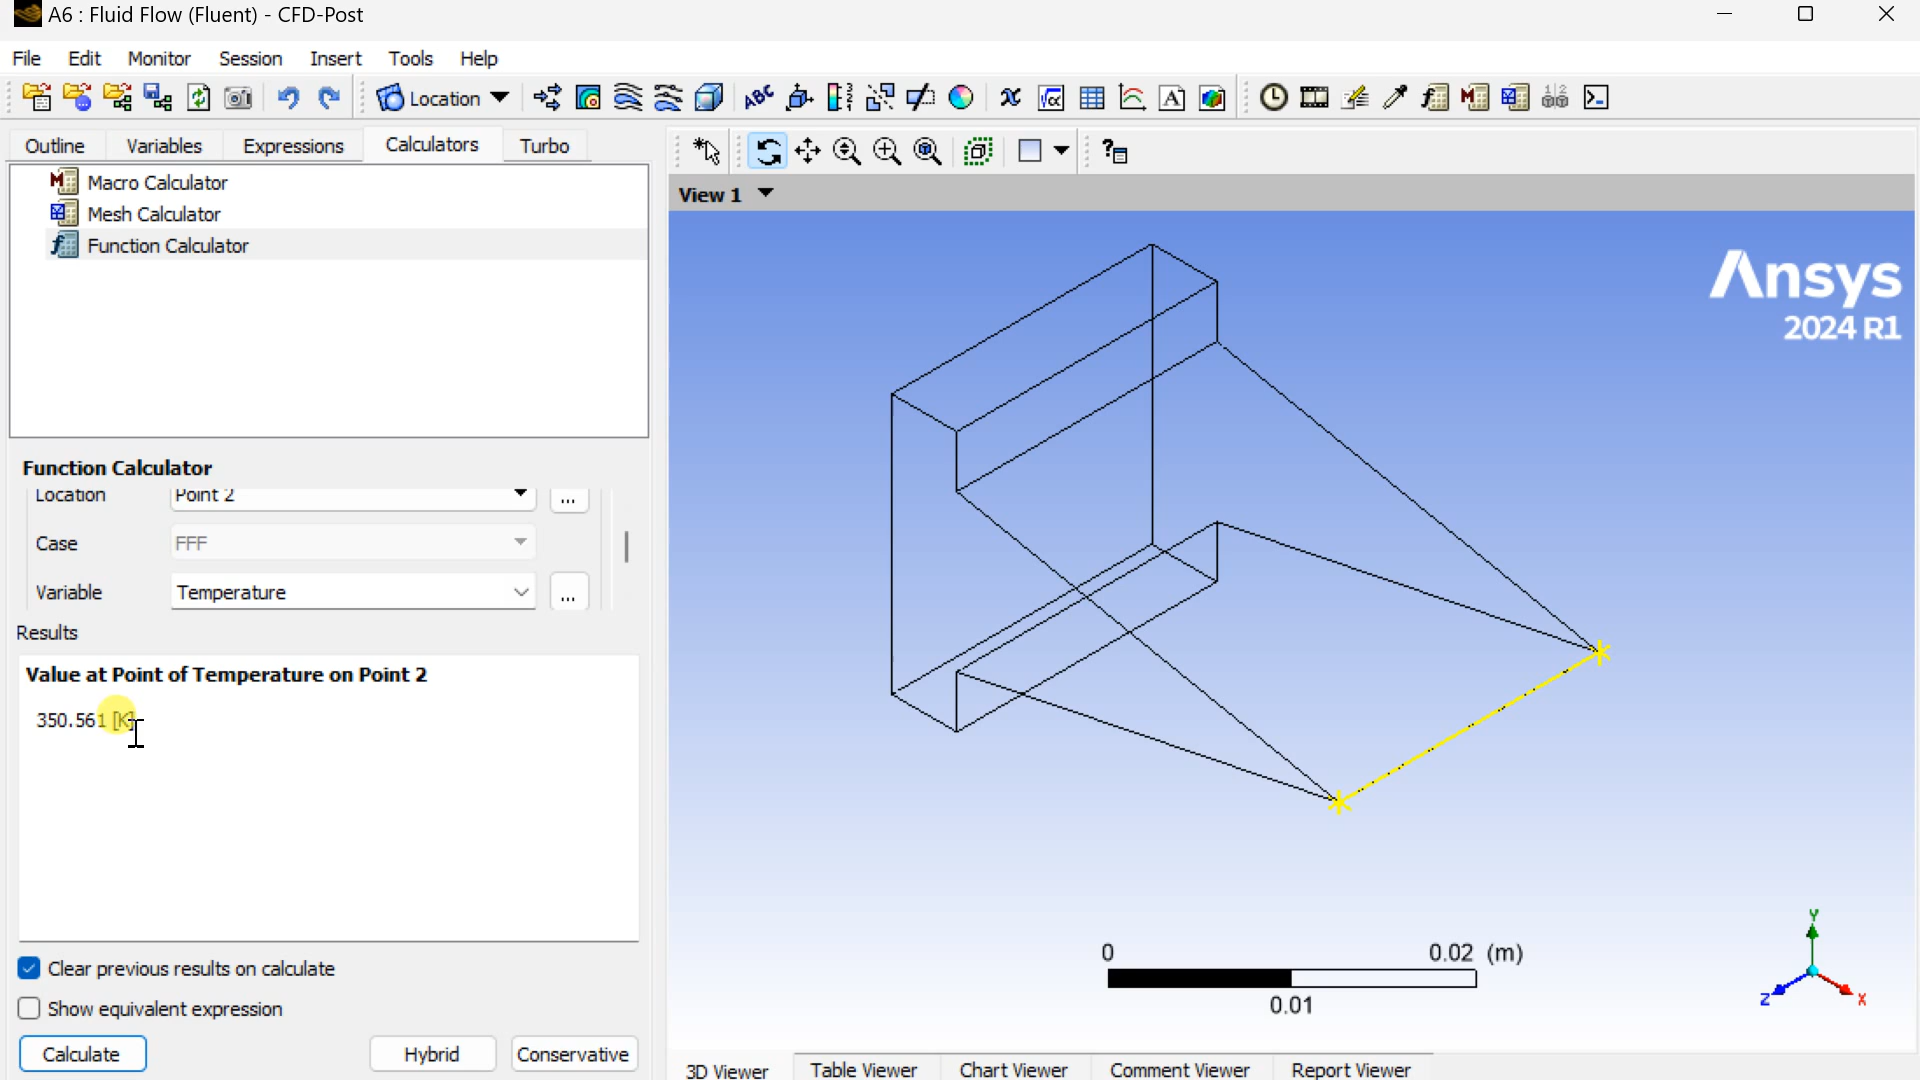 A6 : Fluid Flow (Fluent) - CFD-Post
File Edit Monitor Session Insert Tools Help
Location
Outline Variables Expressions Calculators Turbo
Macro Calculator
Mesh Calculator
Function Calculator
Function Calculator
Location Point 2 ...
Case FFF
Variable Temperature ...
Results
Value at Point of Temperature on Point 2
350.561 [K]
Clear previous results on calculate
Show equivalent expression
Calculate Hybrid Conservative
View 1
Ansys
2024 R1
0 0.02 (m)
0.01
Y
Z X
3D Viewer Table Viewer Chart Viewer Comment Viewer Report Viewer